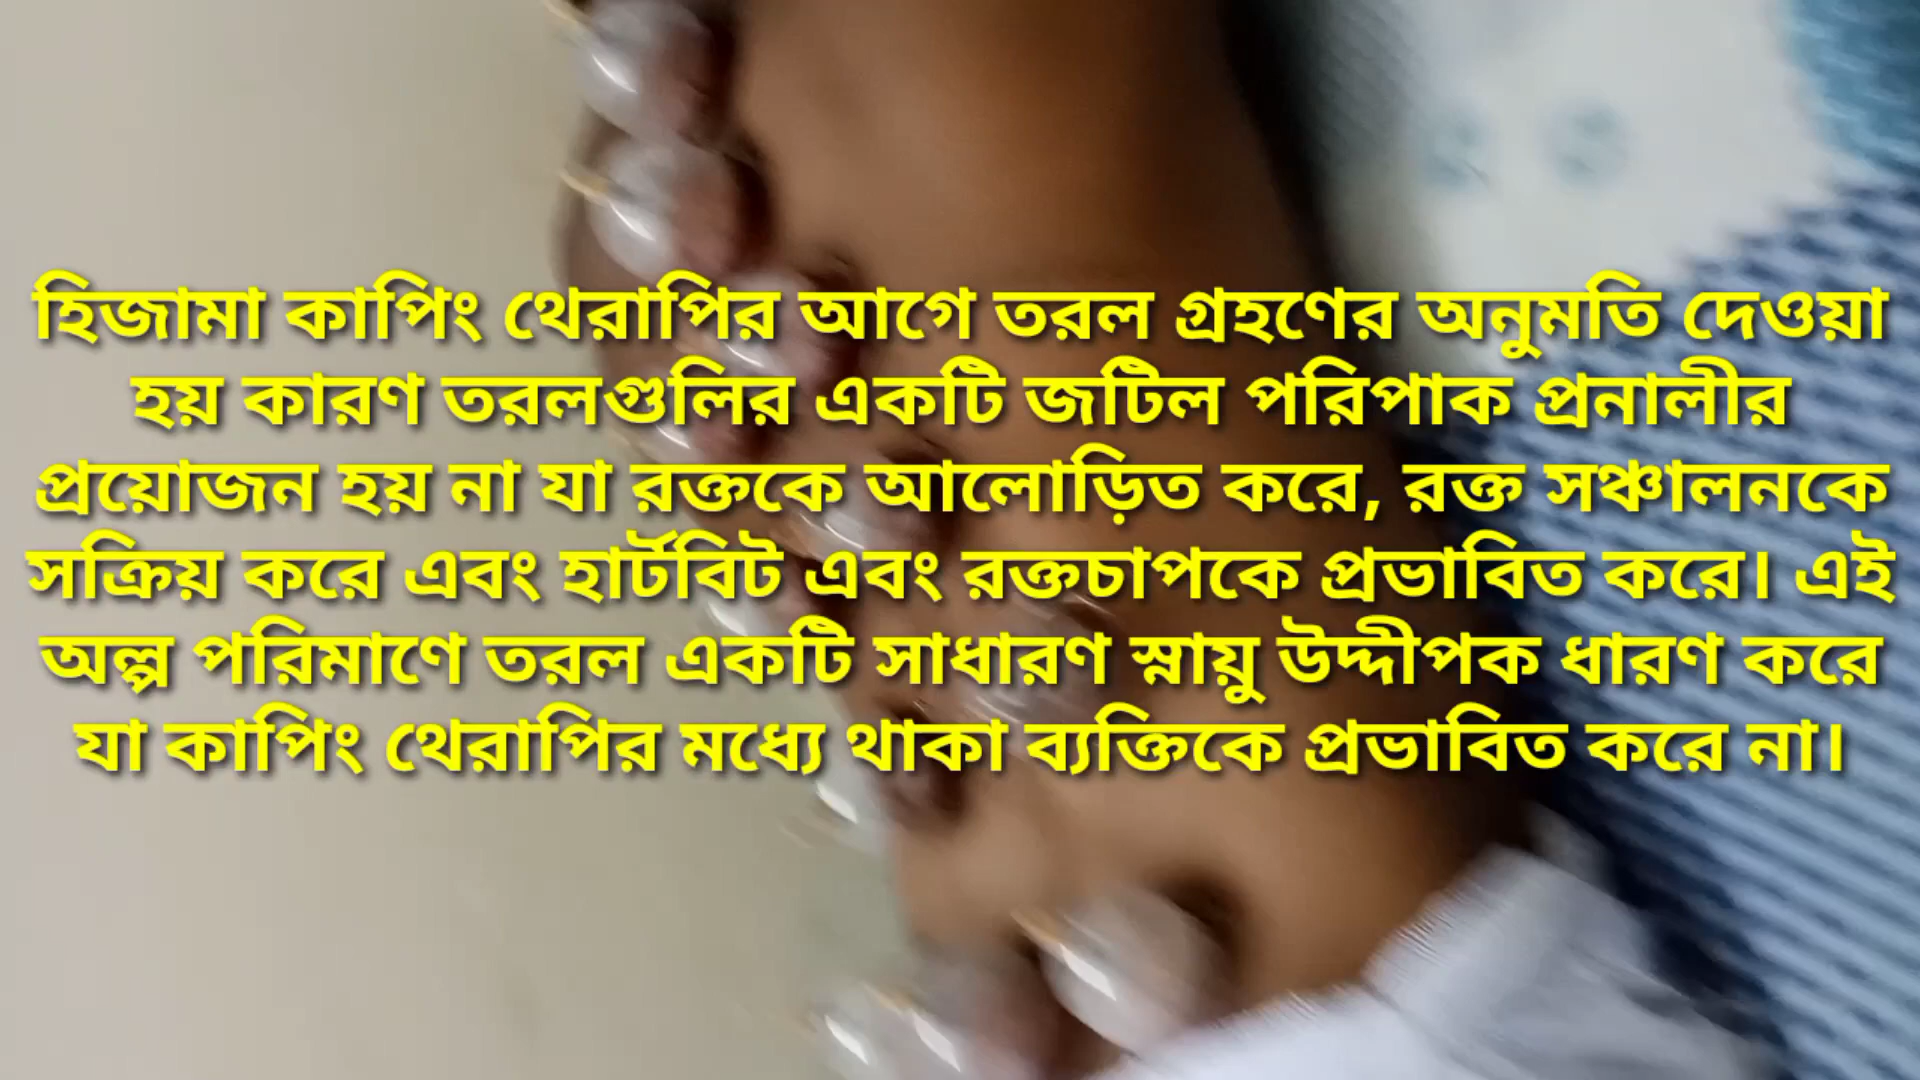 হিজামা কাপিং থেরাপির আগে তরল গ্রহণের অনুমতি দেওয়া
হয় কারণ তরলগুলির একটি জটিল পরিপাক প্রনালীর
প্রয়োজন হয় না যা রক্তকে আলোড়িত করে, রক্ত সঞ্চালনকে
সক্রিয় করে এবং হার্টবিট এবং রক্তচাপকে প্রভাবিত করে। এই
অল্প পরিমাণে তরল একটি সাধারণ স্নায়ু উদ্দীপক ধারণ করে
যা কাপিং থেরাপির মধ্যে থাকা ব্যক্তিকে প্রভাবিত করে না।